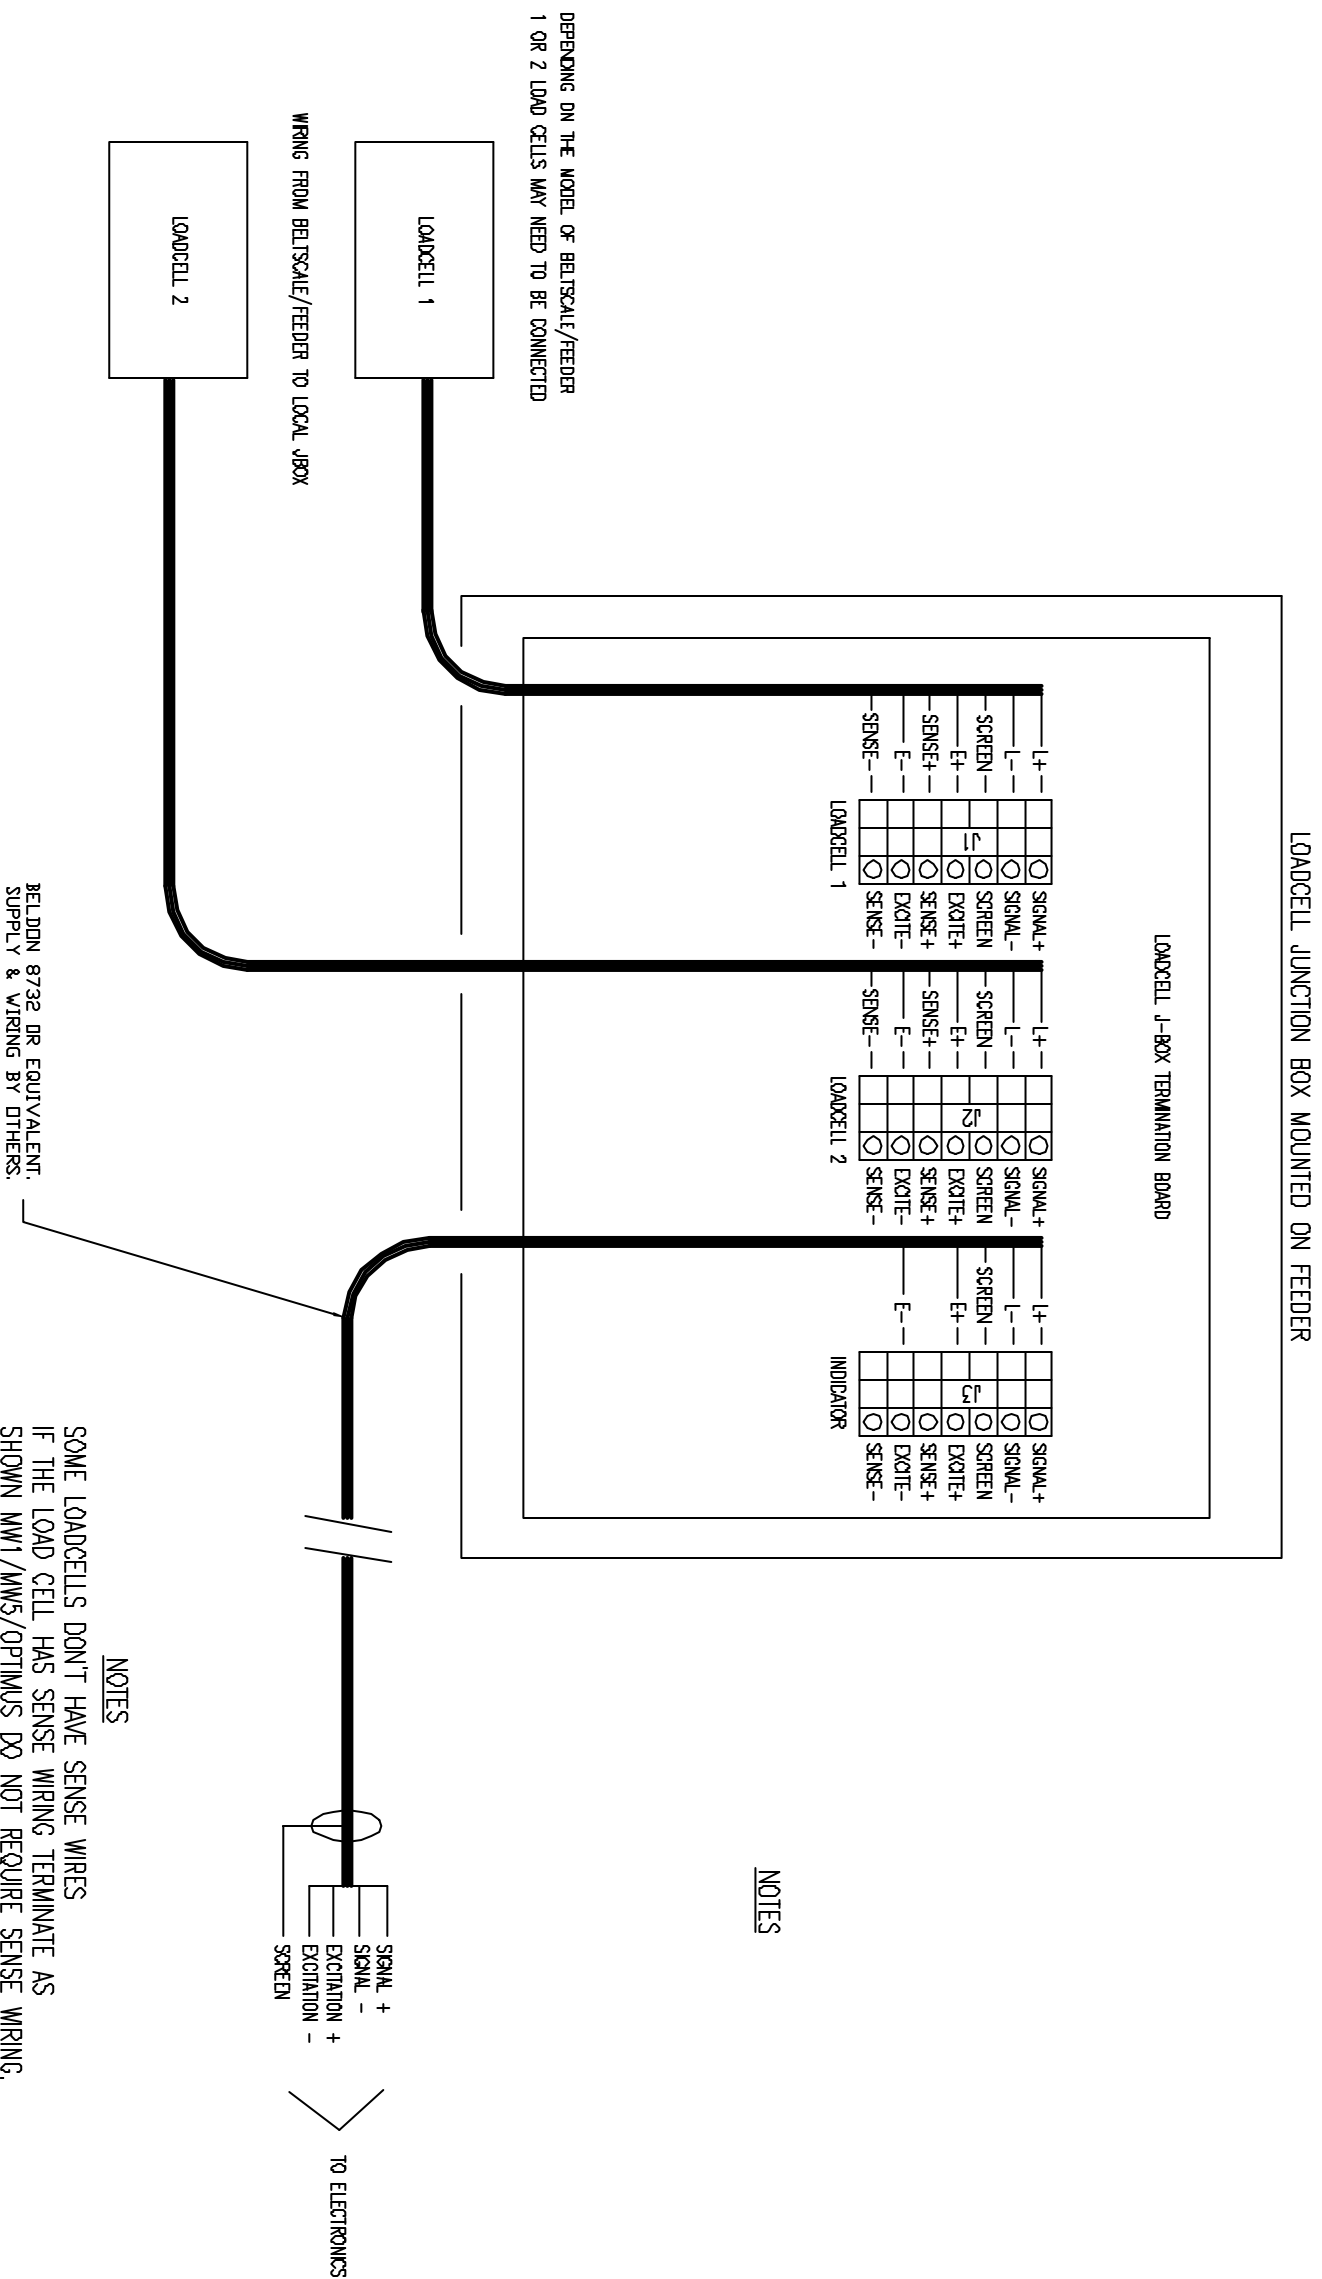 LOADCELL JUNCTION BOX MOUNTED ON FEEDER
LOADCELL J-BOX TERMINATION BOARD
L+
L-
SCREEN
E+
SENSE+
E-
SENSE-
J1
SIGNAL+
SIGNAL-
SCREEN
EXCITE+
SENSE+
EXCITE-
SENSE-
LOADCELL 1
L+
L-
SCREEN
E+
SENSE+
E-
SENSE-
J2
SIGNAL+
SIGNAL-
SCREEN
EXCITE+
SENSE+
EXCITE-
SENSE-
LOADCELL 2
L+
L-
SCREEN
E+
E-
J3
SIGNAL+
SIGNAL-
SCREEN
EXCITE+
SENSE+
EXCITE-
SENSE-
INDICATOR
DEPENDING ON THE MODEL OF BELTSCALE/FEEDER
1 OR 2 LOAD CELLS MAY NEED TO BE CONNECTED
LOADCELL 1
WIRING FROM BELTSCALE/FEEDER TO LOCAL JBOX
LOADCELL 2
BELDON 8732 OR EQUIVALENT.
SUPPLY & WIRING BY OTHERS.
NOTES
SIGNAL +
SIGNAL -
EXCITATION +
EXCITATION -
SCREEN
TO ELECTRONICS
NOTES
SOME LOADCELLS DON'T HAVE SENSE WIRES
IF THE LOAD CELL HAS SENSE WIRING TERMINATE AS
SHOWN MW1/MW5/OPTIMUS DO NOT REQUIRE SENSE WIRING.